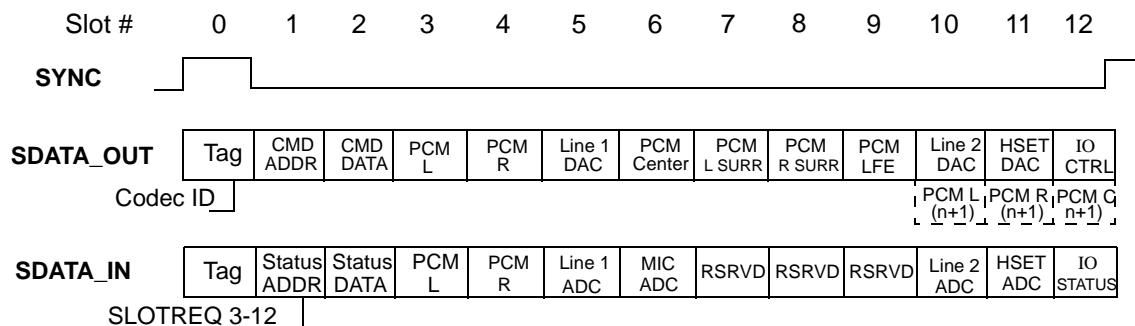 Slot # 0 1 2 3 4 5 6 7 8 9 10 11 12
SYNC
SDATA_OUT Tag CMD ADDR CMD DATA PCM L PCM R Line 1 DAC PCM Center PCM L SURR PCM R SURR PCM LFE Line 2 DAC HSET DAC IO CTRL
Codec ID PCM L (n+1) PCM R (n+1) PCM C n+1)
SDATA_IN Tag Status ADDR Status DATA PCM L PCM R Line 1 ADC MIC ADC RSRVD RSRVD RSRVD Line 2 ADC HSET ADC IO STATUS
SLOTREQ 3-12